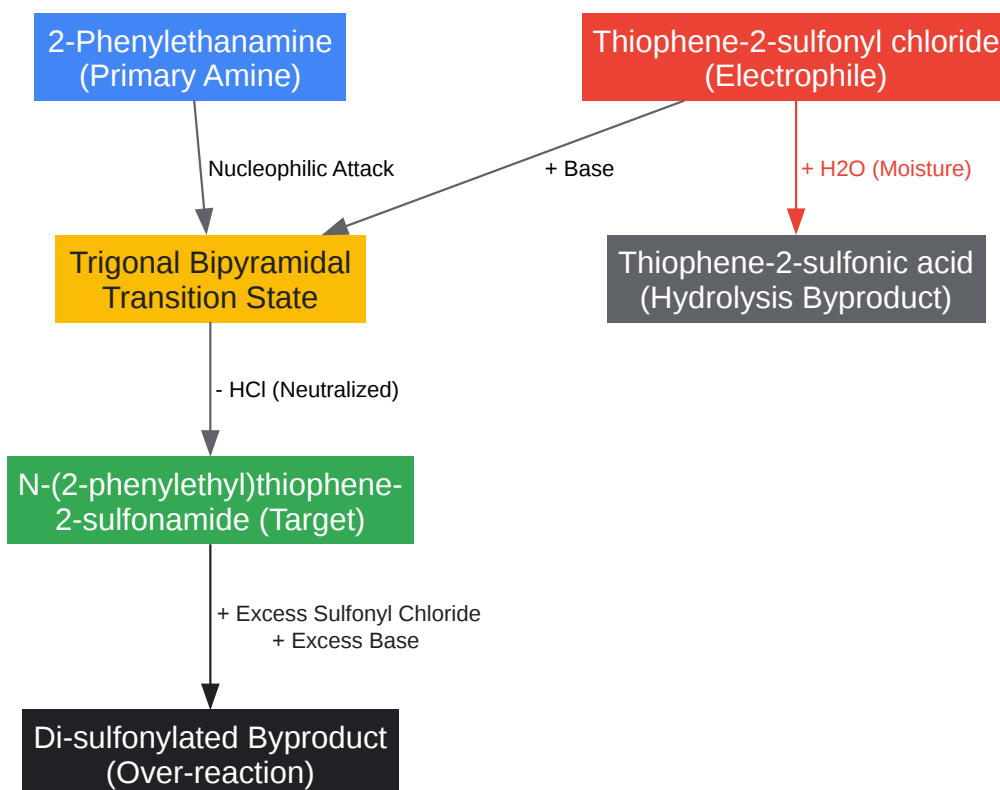 2-Phenylethanamine
(Primary Amine)
Thiophene-2-sulfonyl chloride
(Electrophile)
Nucleophilic Attack
+ Base
+ H2O (Moisture)
Trigonal Bipyramidal
Transition State
Thiophene-2-sulfonic acid
(Hydrolysis Byproduct)
- HCl (Neutralized)
N-(2-phenylethyl)thiophene-
2-sulfonamide (Target)
+ Excess Sulfonyl Chloride
+ Excess Base
Di-sulfonylated Byproduct
(Over-reaction)